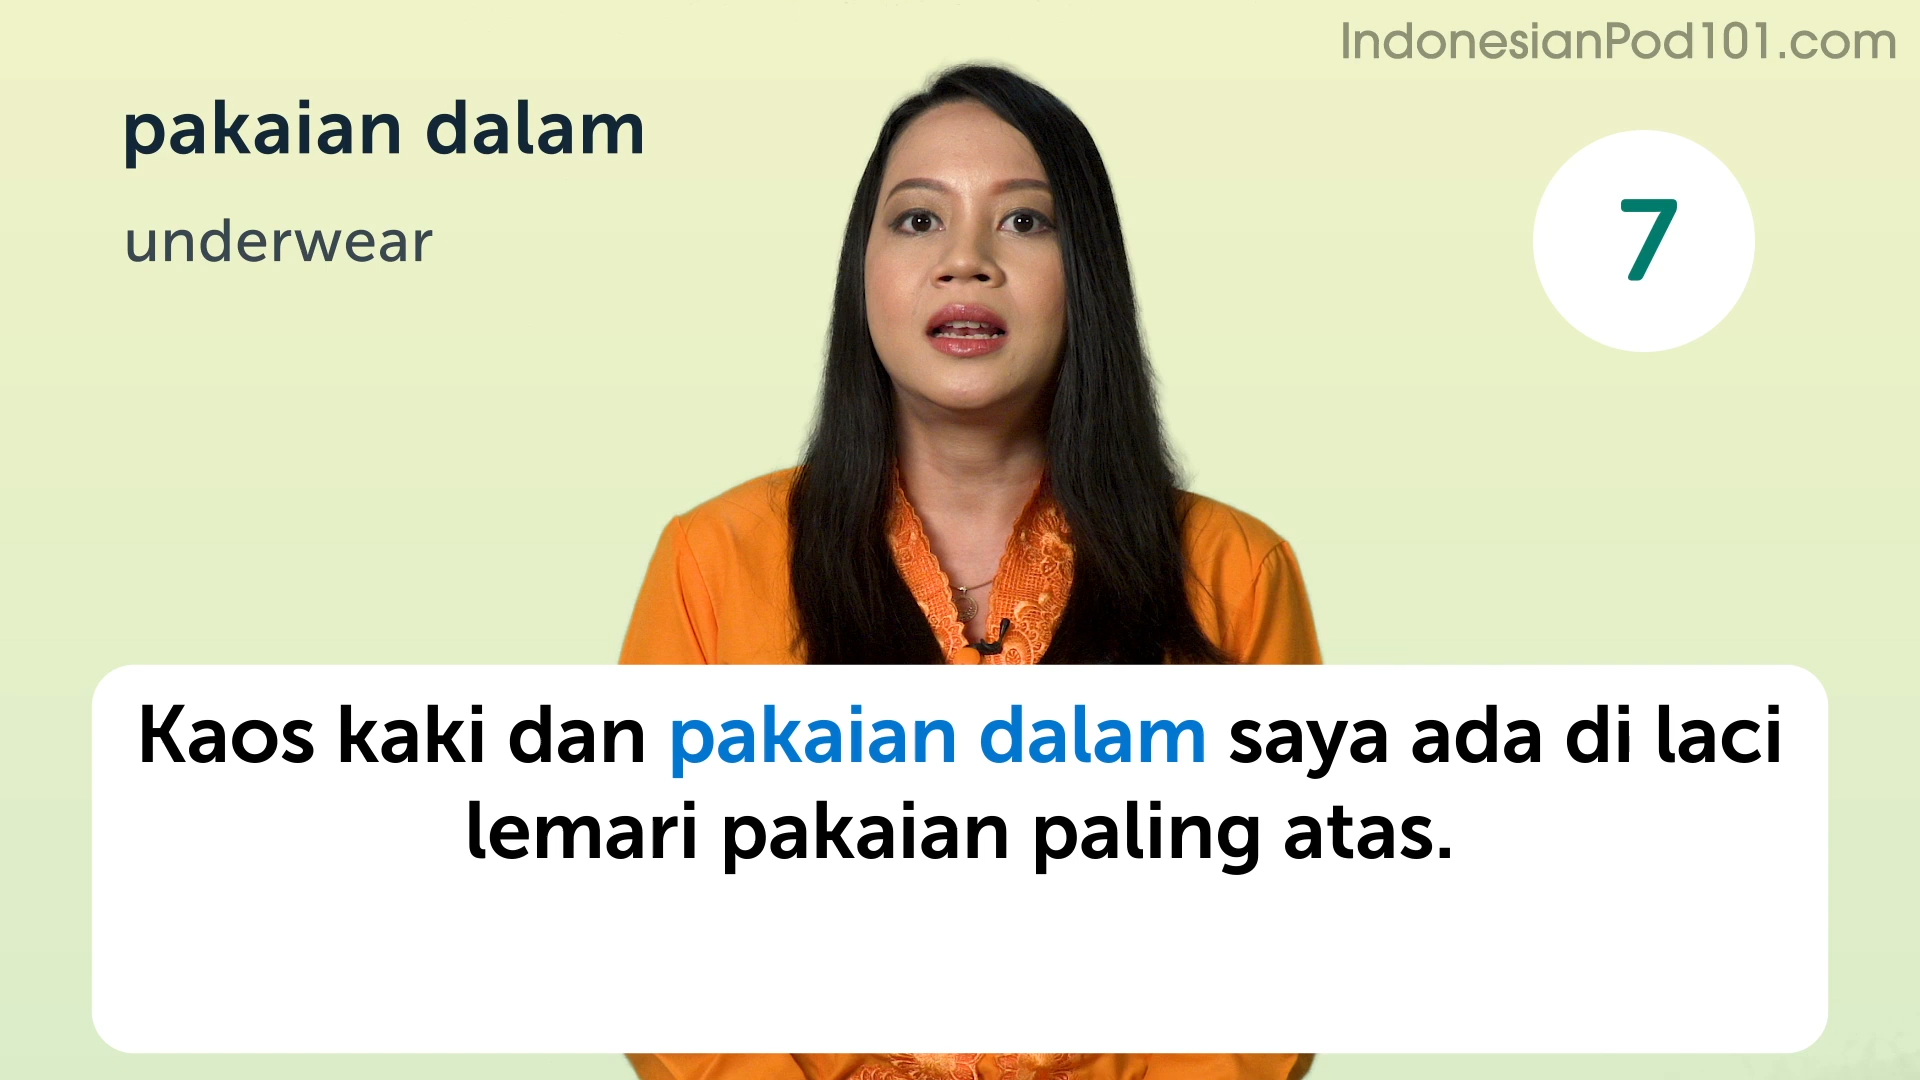 IndonesianPod101.com
pakaian dalam
underwear
7
Kaos kaki dan pakaian dalam saya ada di laci
lemari pakaian paling atas.